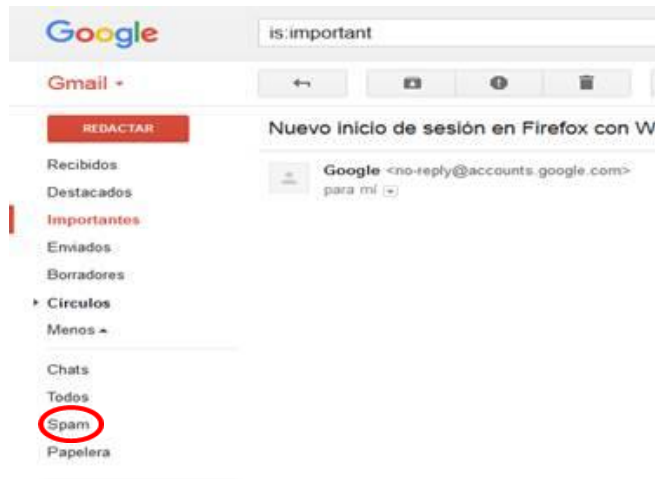 Google
is:important
Gmail
REDACTAR
Nuevo inicio de sesión en Firefox con W
Recibidos
Google <no-reply@accounts.google.com>
para mí
Destacados
Importantes
Enviados
Borradores
Círculos
Menos
Chats
Todos
Spam
Papelera